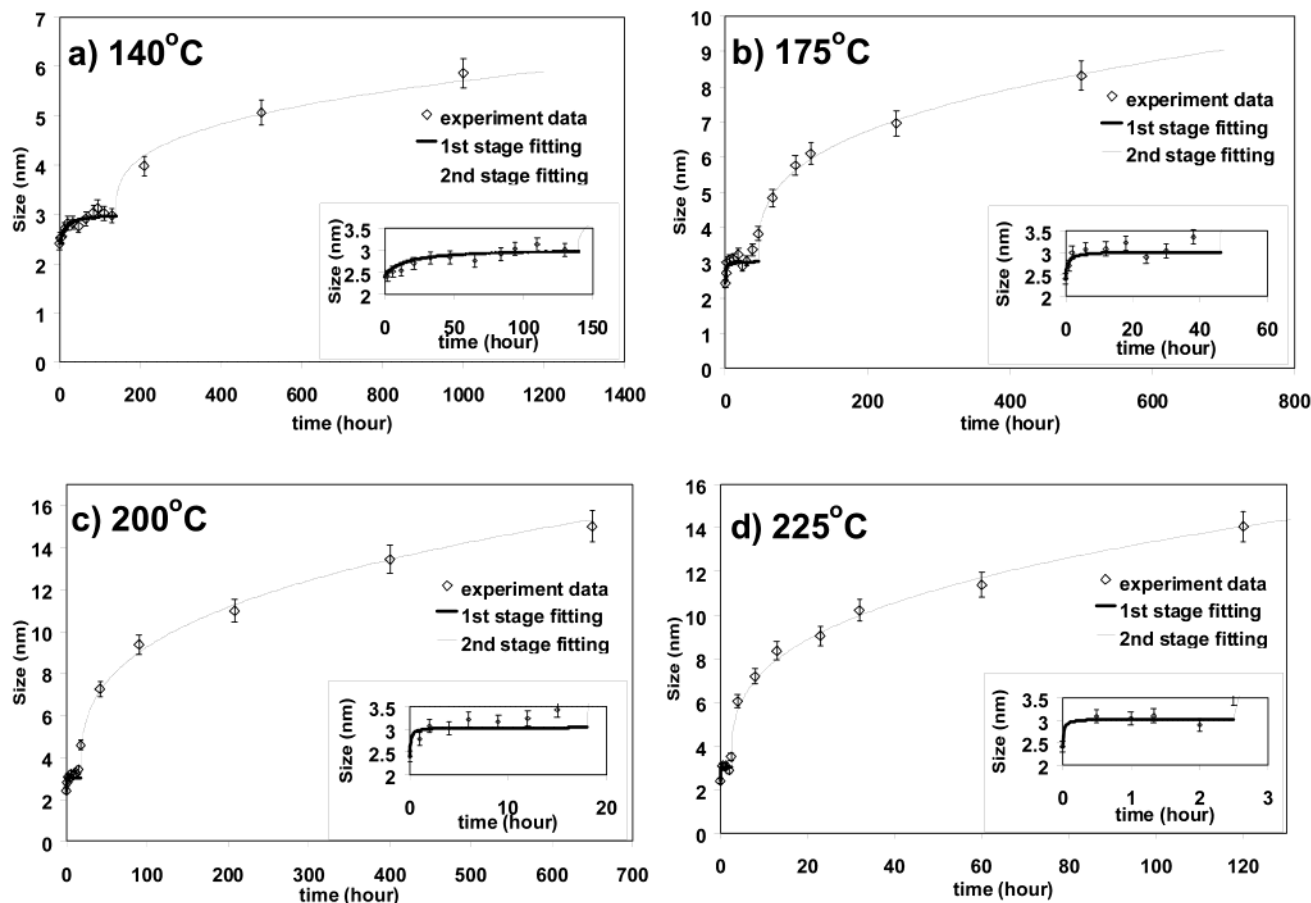 a) 140°C
Size (nm)
7
6
5
4
3
2
1
0
experiment data
1st stage fitting
2nd stage fitting
Size (nm)
3.5
3
2.5
2
0 50 100 150
time (hour)
0 200 400 600 800 1000 1200 1400
time (hour)
b) 175°C
Size (nm)
10
9
8
7
6
5
4
3
2
1
0
experiment data
1st stage fitting
2nd stage fitting
Size (nm)
3.5
3
2.5
2
0 20 40 60
time (hour)
0 200 400 600 800
time (hour)
c) 200°C
Size (nm)
16
14
12
10
8
6
4
2
0
experiment data
1st stage fitting
2nd stage fitting
Size (nm)
3.5
3
2.5
2
0 10 20
time (hour)
0 100 200 300 400 500 600 700
time (hour)
d) 225°C
Size (nm)
16
14
12
10
8
6
4
2
0
experiment data
1st stage fitting
2nd stage fitting
Size (nm)
3.5
3
2.5
2
0 1 2 3
time (hour)
0 20 40 60 80 100 120
time (hour)